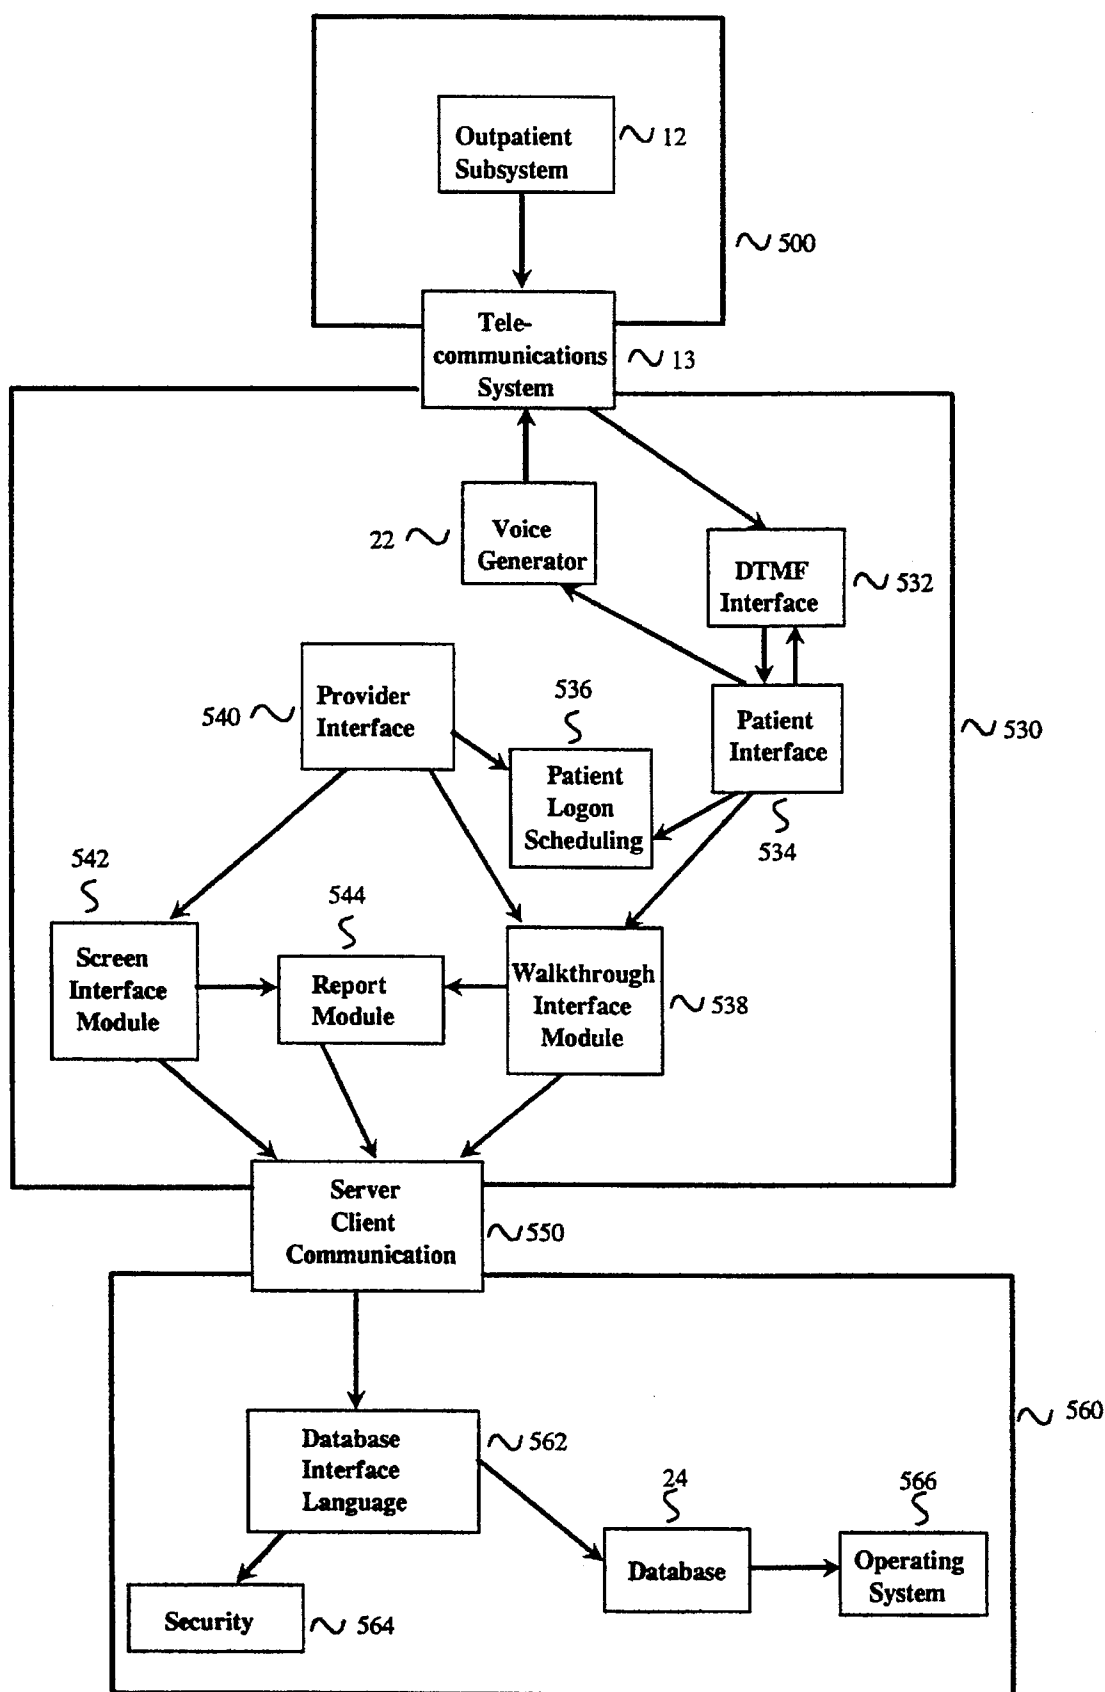 Outpatient
Subsystem
12
500
Tele-
communications
System
13
Voice
Generator
22
DTMF
Interface
532
Provider
Interface
540
536
Patient
Logon
Scheduling
Patient
Interface
534
530
542
Screen
Interface
Module
544
Report
Module
Walkthrough
Interface
Module
538
Server
Client
Communication
550
560
Database
Interface
Language
562
24
Database
566
Operating
System
Security
564